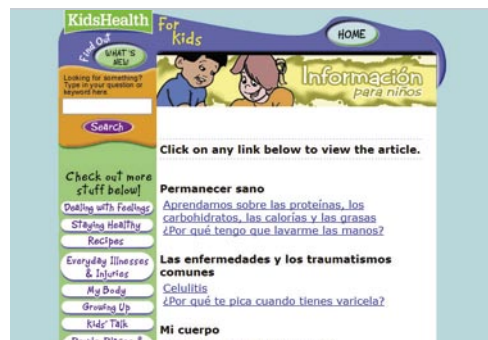 KidsHealth
For Kids
HOME
Find Out
WHAT'S NEW
Looking for something?
Type in your question or
keyword here.
Search
Información
para niños
Click on any link below to view the article.
Check out more
stuff below!
Dealing with Feelings
Staying Healthy
Recipes
Everyday Illnesses
& Injuries
My Body
Growing Up
Kids' Talk
Permanecer sano
Aprendamos sobre las proteínas, los
carbohidratos, las calorías y las grasas
¿Por qué tengo que lavarme las manos?
Las enfermedades y los traumatismos
comunes
Celulitis
¿Por qué te pica cuando tienes varicela?
Mi cuerpo